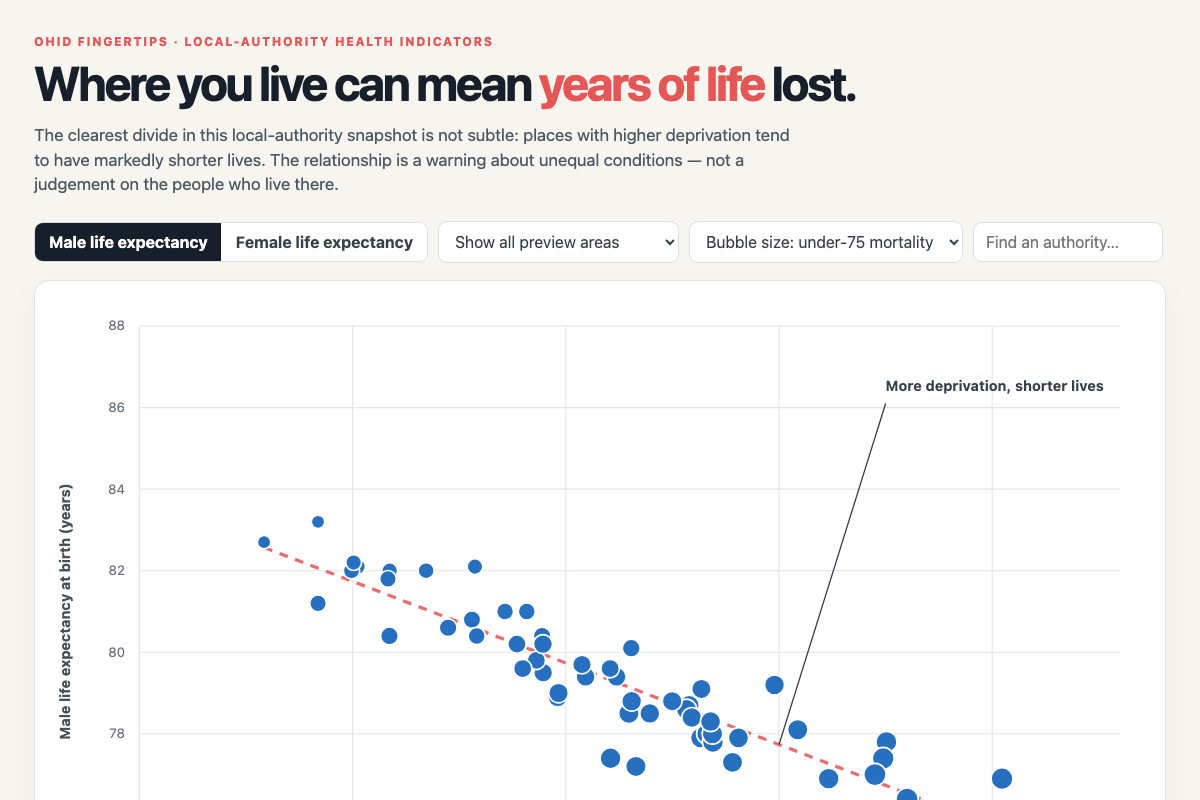 OHID FINGERTIPS · LOCAL-AUTHORITY HEALTH INDICATORS
Where you live can mean years of life lost.
The clearest divide in this local-authority snapshot is not subtle: places with higher deprivation tend
to have markedly shorter lives. The relationship is a warning about unequal conditions — not a
judgement on the people who live there.
Male life expectancy
Female life expectancy
Show all preview areas
Bubble size: under-75 mortality
Find an authority...
88
More deprivation, shorter lives
86
84
82
80
78
Male life expectancy at birth (years)